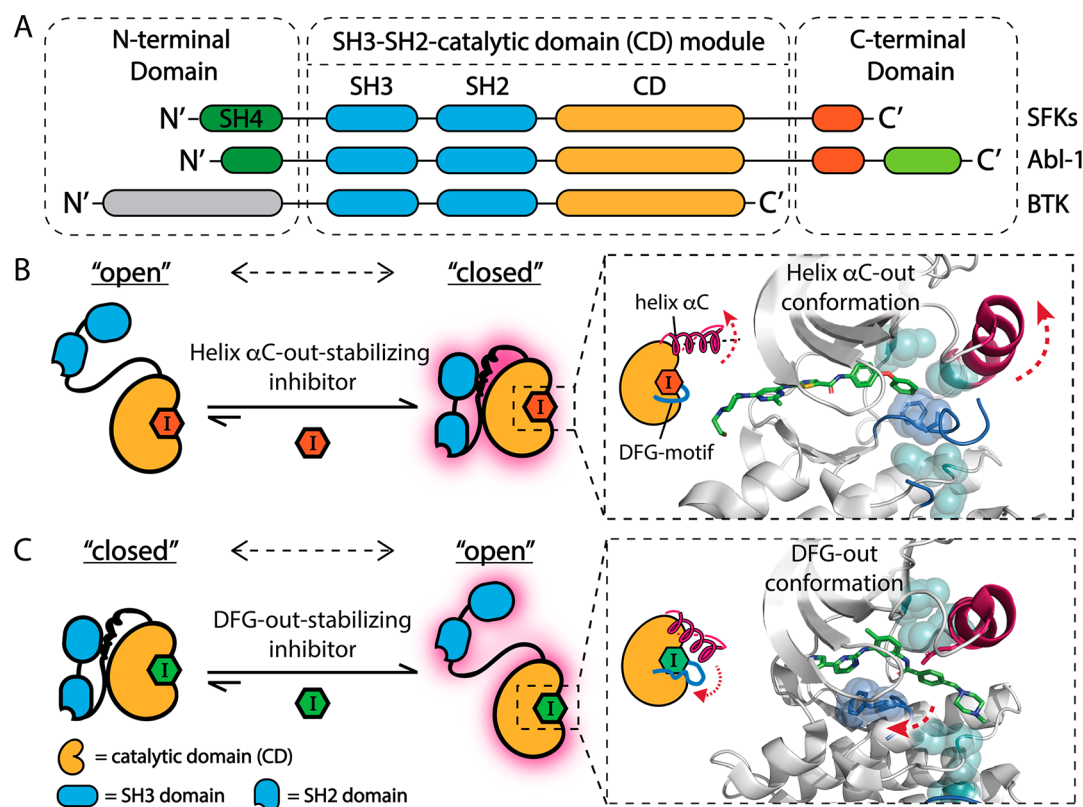 A
N-terminal
Domain
SH3-SH2-catalytic domain (CD) module
C-terminal
Domain
SH3 SH2 CD
N’ SH4 C’ SFKs
N’ C’ Abl-1
N’ C’ BTK
B
“open” “closed”
Helix αC-out-stabilizing
inhibitor
I
I
I
helix αC
I
DFG-motif
Helix αC-out
conformation
C
“closed” “open”
DFG-out-stabilizing
inhibitor
I
I
I
I
DFG-out
conformation
= catalytic domain (CD)
= SH3 domain = SH2 domain